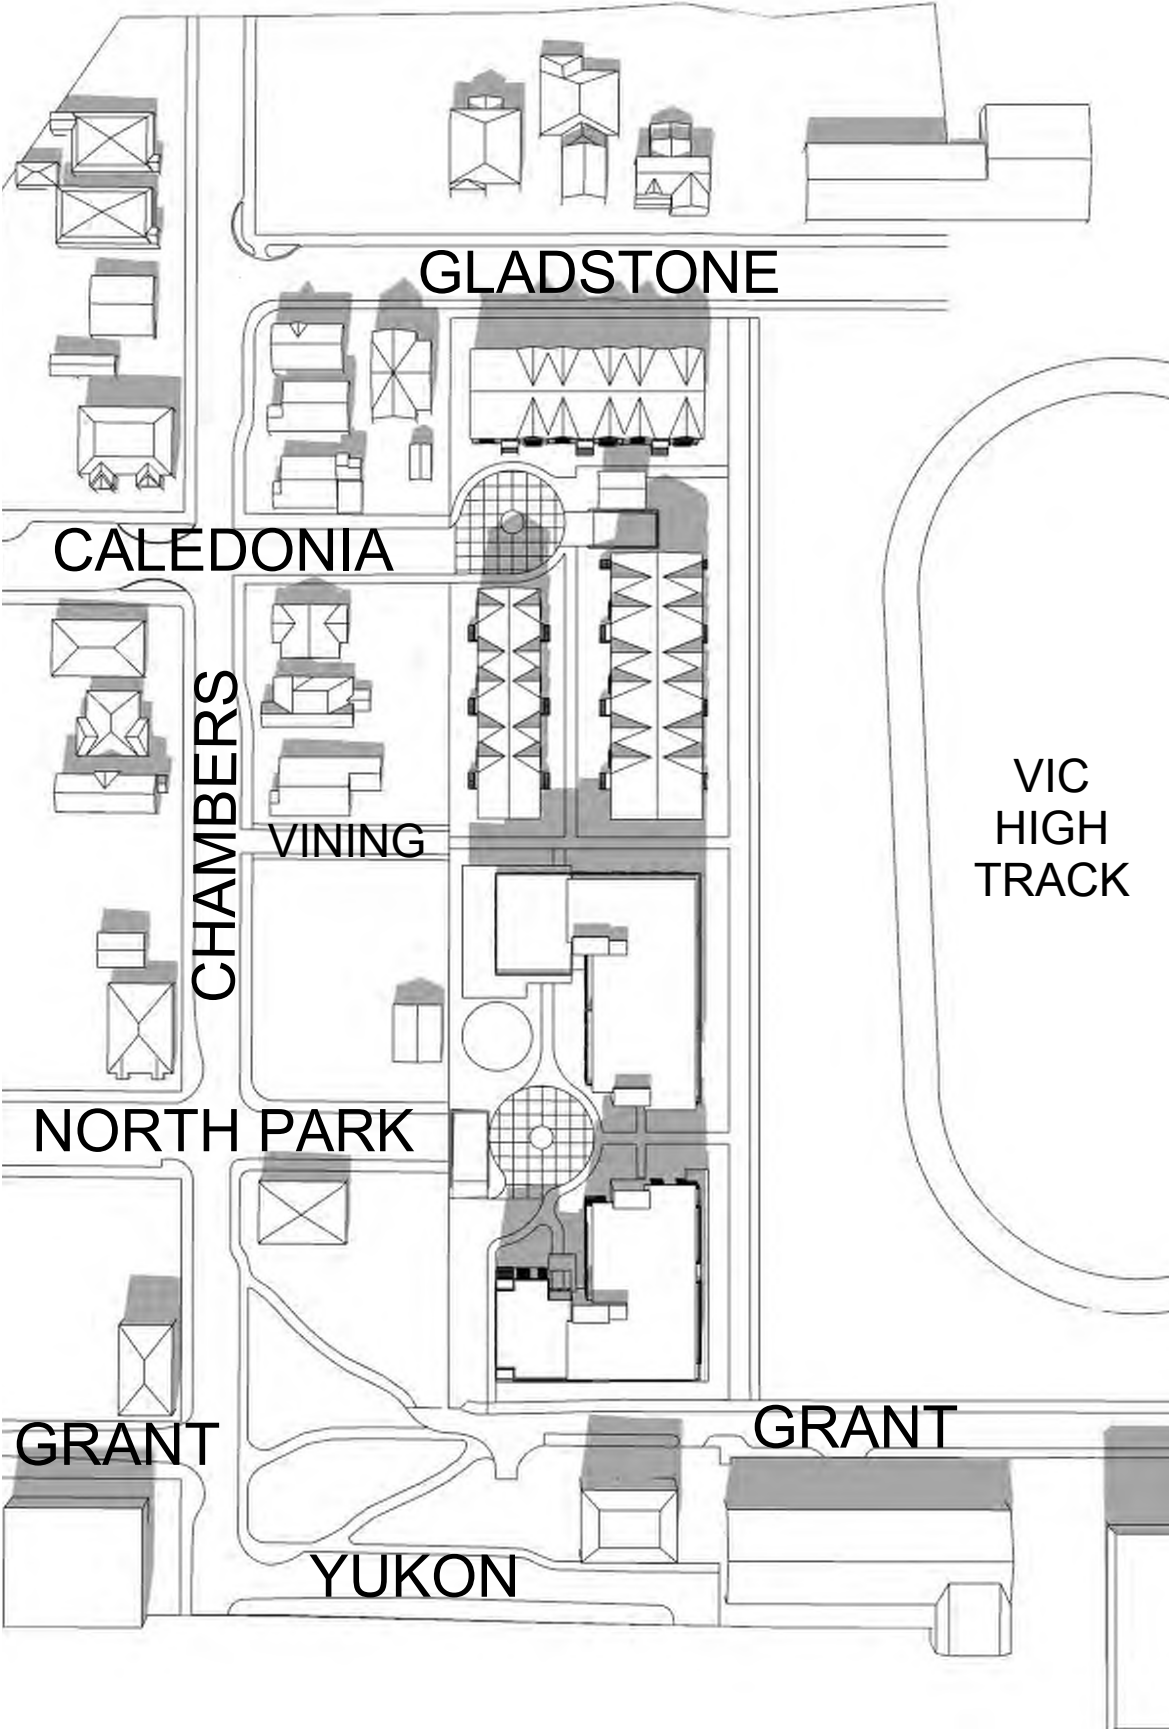 GLADSTONE
CALEDONIA
CHAMBERS
VIC
HIGH
TRACK
VINING
NORTH PARK
GRANT
GRANT
YUKON